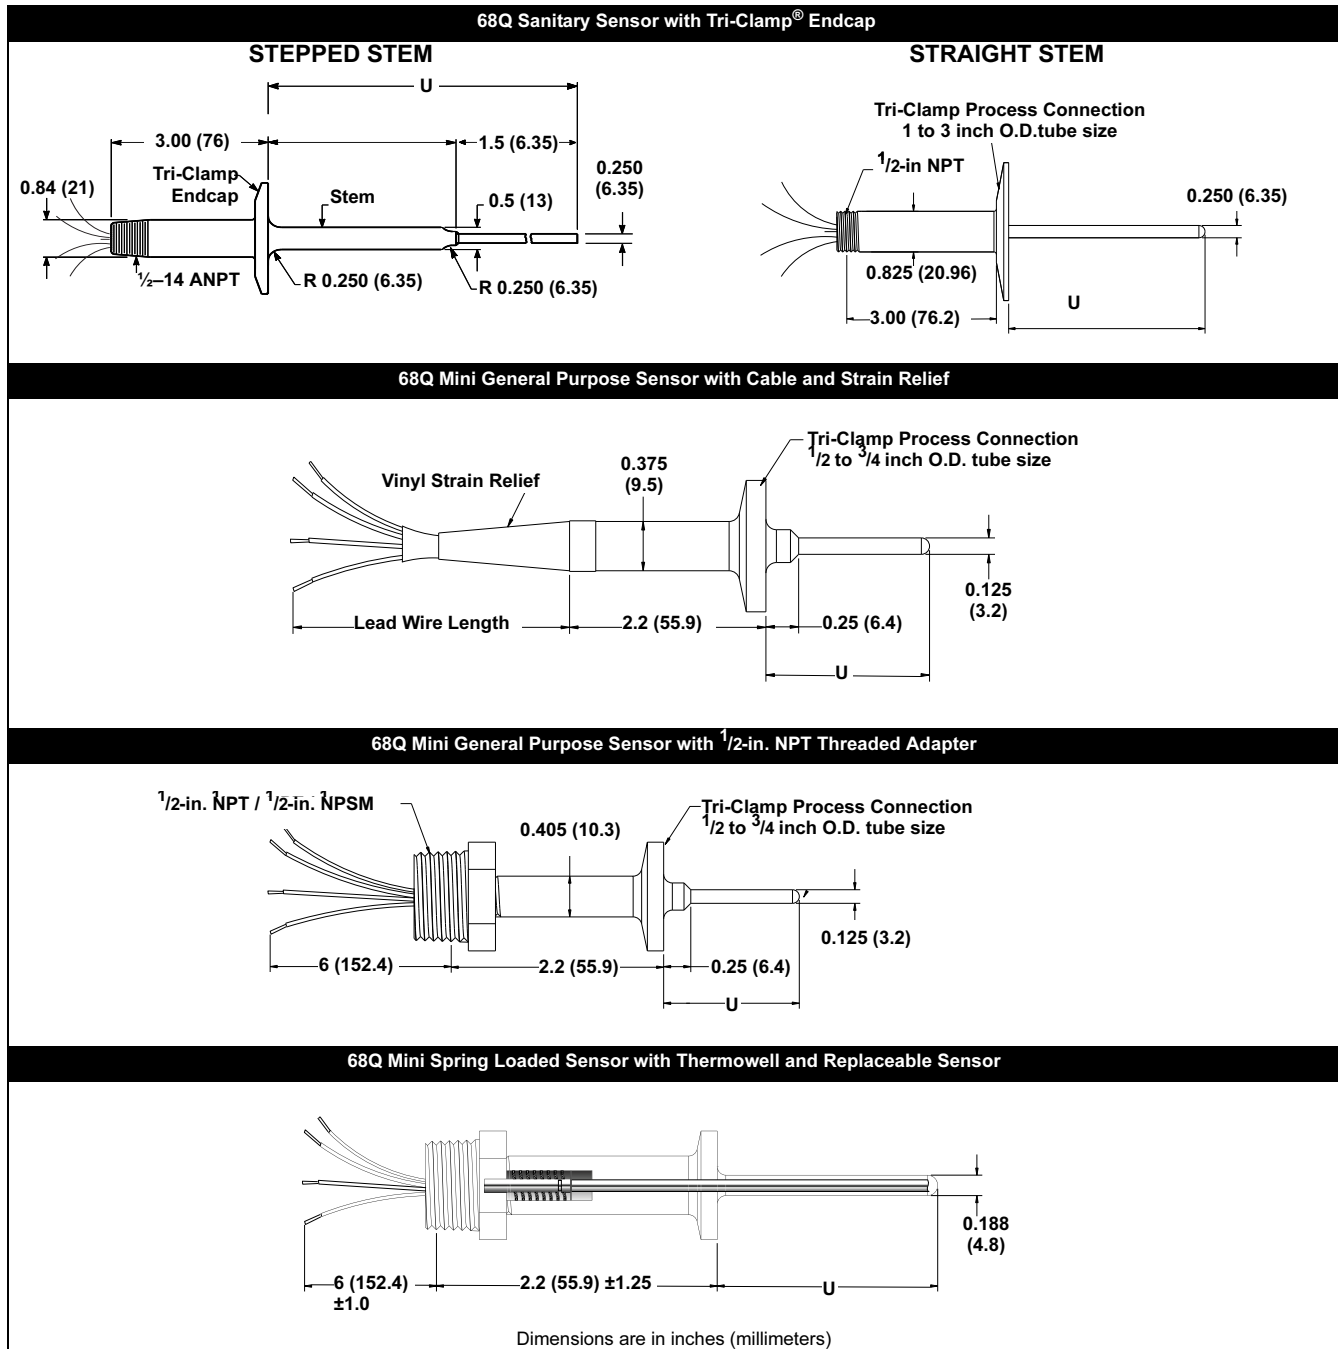 68Q Sanitary Sensor with Tri-Clamp® Endcap
STEPPED STEM
STRAIGHT STEM
U
3.00 (76)
1.5 (6.35)
0.84 (21)
Tri-Clamp
Endcap
Stem
0.5 (13)
0.250
(6.35)
½–14 ANPT
R 0.250 (6.35)
R 0.250 (6.35)
Tri-Clamp Process Connection
1 to 3 inch O.D.tube size
1/2-in NPT
0.250 (6.35)
0.825 (20.96)
U
3.00 (76.2)
68Q Mini General Purpose Sensor with Cable and Strain Relief
Tri-Clamp Process Connection
1/2 to 3/4 inch O.D. tube size
0.375
(9.5)
Vinyl Strain Relief
0.125
(3.2)
Lead Wire Length
2.2 (55.9)
0.25 (6.4)
U
68Q Mini General Purpose Sensor with 1/2-in. NPT Threaded Adapter
1/2-in. NPT / 1/2-in. NPSM
Tri-Clamp Process Connection
1/2 to 3/4 inch O.D. tube size
0.405 (10.3)
0.125 (3.2)
6 (152.4)
2.2 (55.9)
0.25 (6.4)
U
68Q Mini Spring Loaded Sensor with Thermowell and Replaceable Sensor
0.188
(4.8)
6 (152.4)
±1.0
2.2 (55.9) ±1.25
U
Dimensions are in inches (millimeters)